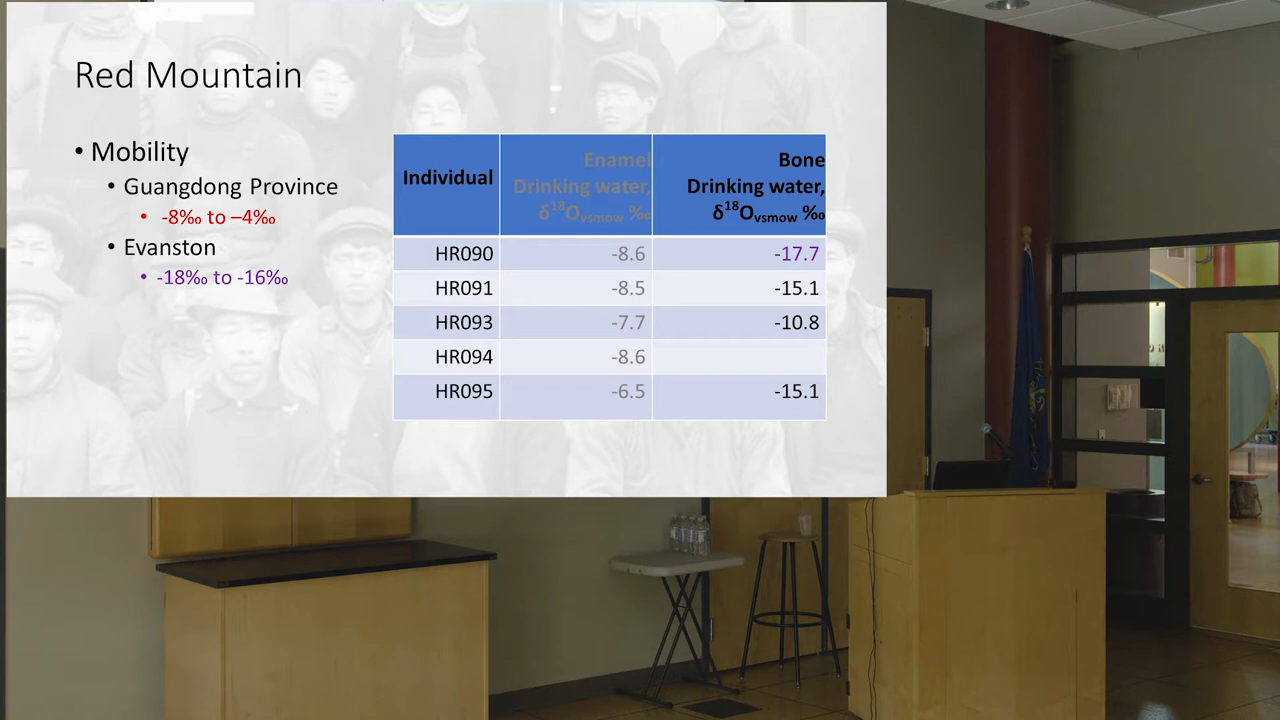 Red Mountain
• Mobility
• Guangdong Province
• -8‰ to –4‰
• Evanston
• -18‰ to -16‰
Individual
Enamel
Drinking water,
δ¹⁸Ovsmow ‰
Bone
Drinking water,
δ¹⁸Ovsmow ‰
HR090 -8.6 -17.7
HR091 -8.5 -15.1
HR093 -7.7 -10.8
HR094 -8.6
HR095 -6.5 -15.1